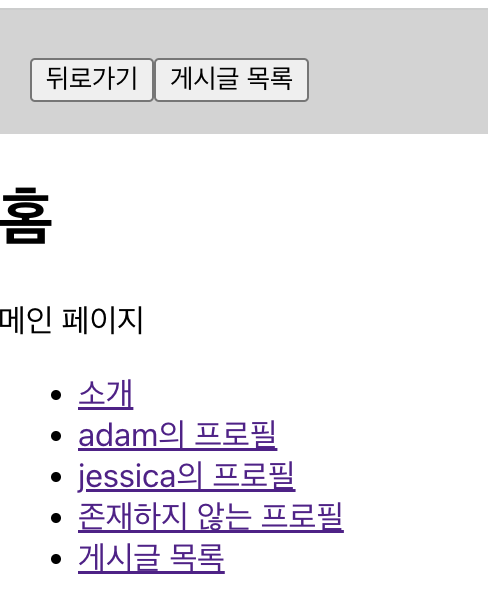 뒤로가기 게시글 목록
홈
메인 페이지
소개
adam의 프로필
jessica의 프로필
존재하지 않는 프로필
게시글 목록